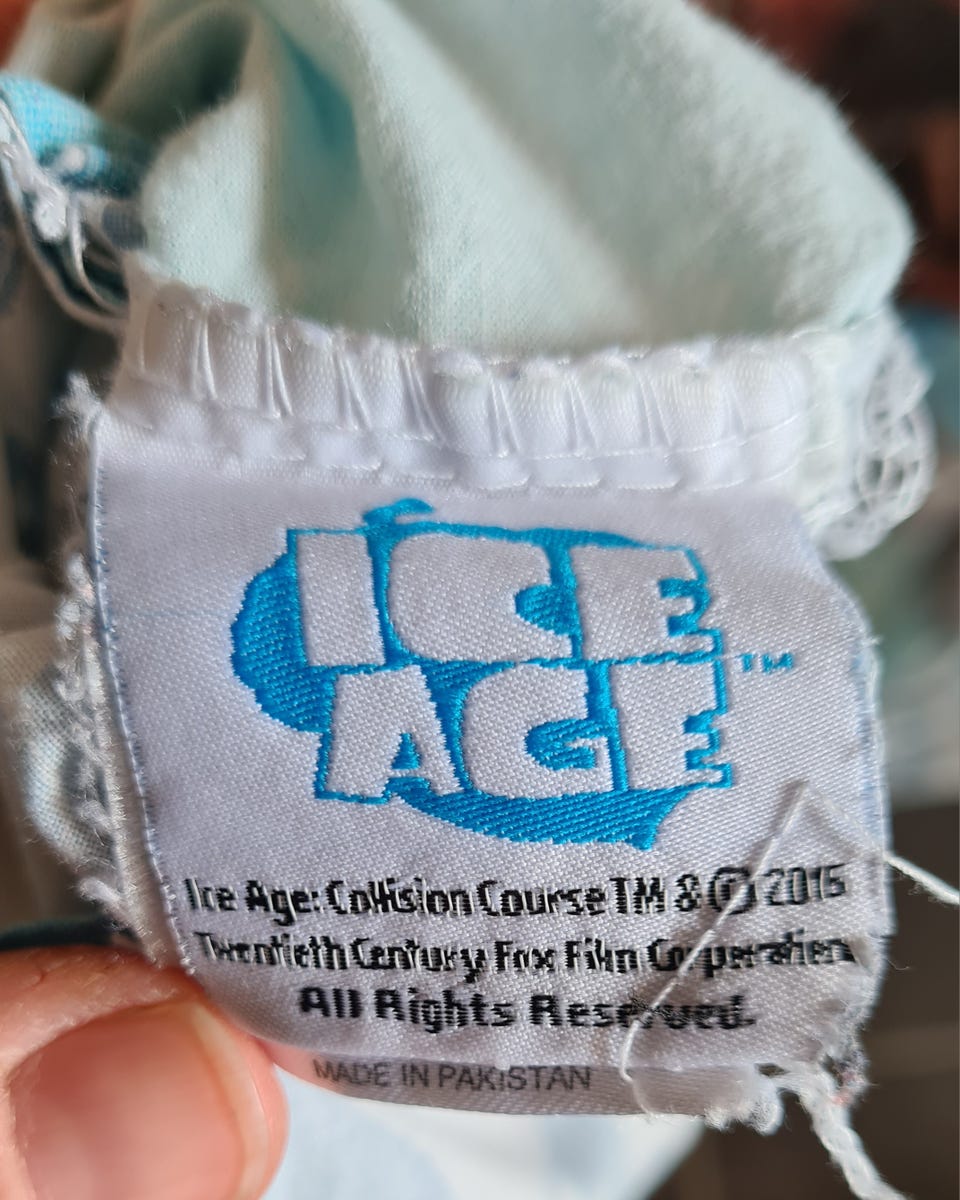 ICE
AGE™
Ice Age: Collision Course TM & © 2015
Twentieth Century Fox Film Corporation.
All Rights Reserved.
MADE IN PAKISTAN